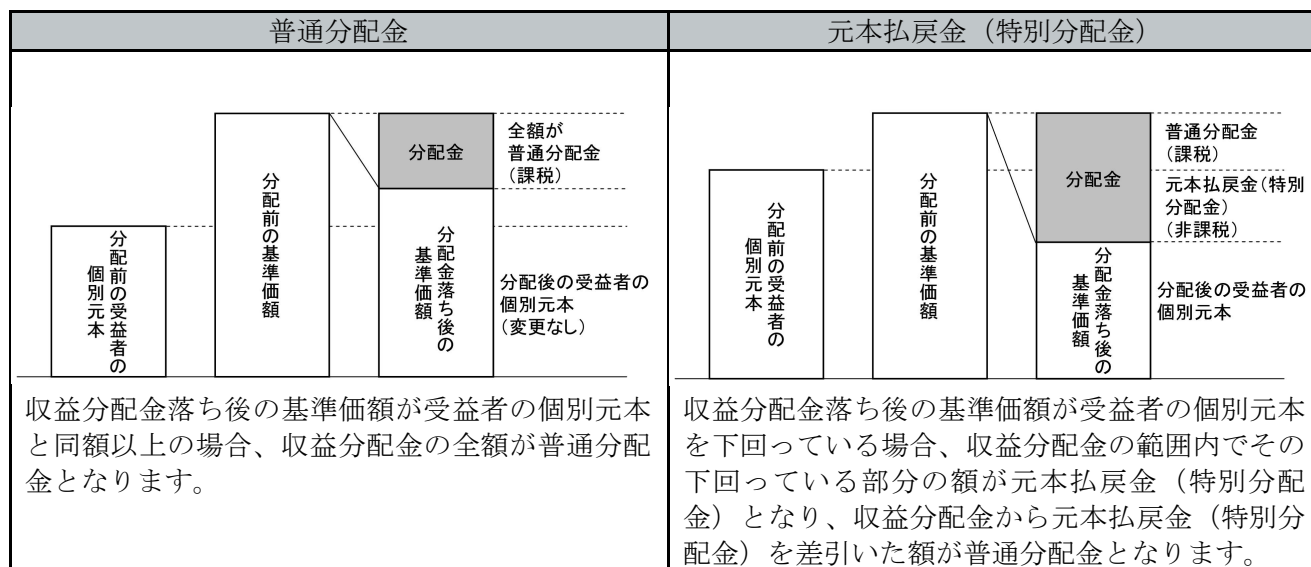 普通分配金
分配前の受益者の
個別元本
分配前の基準価額
分配金
分配金落ち後の
基準価額
全額が
普通分配金
(課税)
分配後の受益者の
個別元本
(変更なし)
収益分配金落ち後の基準価額が受益者の個別元本
と同額以上の場合、収益分配金の全額が普通分配
金となります。
元本払戻金（特別分配金）
分配前の受益者の
個別元本
分配前の基準価額
分配金
分配金落ち後の
基準価額
普通分配金
(課税)
元本払戻金(特別
分配金)
(非課税)
分配後の受益者の
個別元本
収益分配金落ち後の基準価額が受益者の個別元本
を下回っている場合、収益分配金の範囲内でその
下回っている部分の額が元本払戻金（特別分配
金）となり、収益分配金から元本払戻金（特別分
配金）を差引いた額が普通分配金となります。